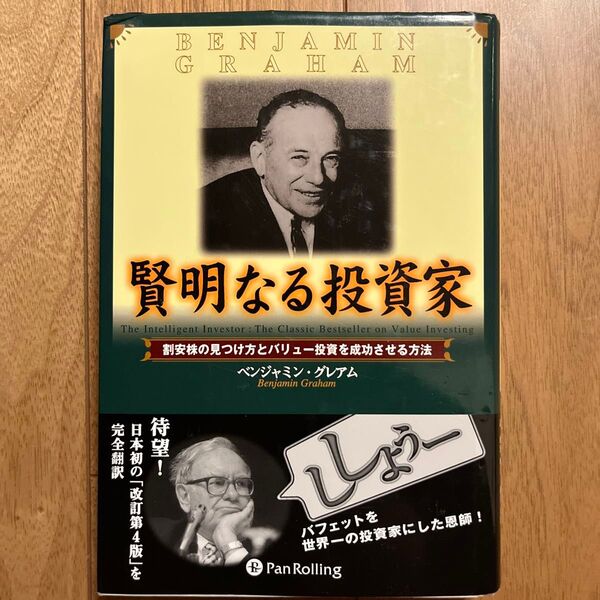 BENJAMIN
GRAHAM
賢明なる投資家
The Intelligent Investor : The Classic Bestseller on Value Investing
割安株の見つけ方とバリュー投資を成功させる方法
ベンジャミン・グレアム
Benjamin Graham
待望!
日本初の「改訂第4版」を
完全翻訳
ししょうー
バフェットを
世界一の投資家にした恩師!
PanRolling